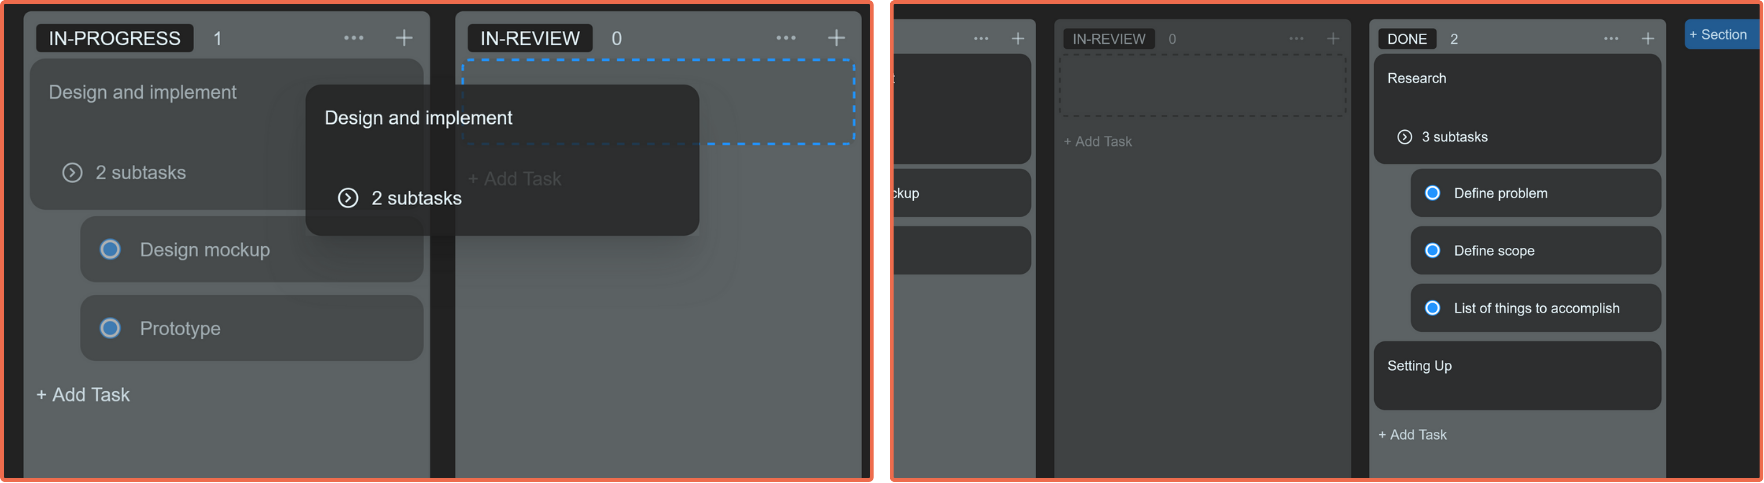 IN-PROGRESS 1 ... +
Design and implement
2 subtasks
Design mockup
Prototype
+ Add Task
IN-REVIEW 0 ... +
Design and implement
2 subtasks
+ Add Task
... +
ckup
IN-REVIEW 0 ... +
+ Add Task
DONE 2 ... +
Research
3 subtasks
Define problem
Define scope
List of things to accomplish
Setting Up
+ Add Task
+ Section